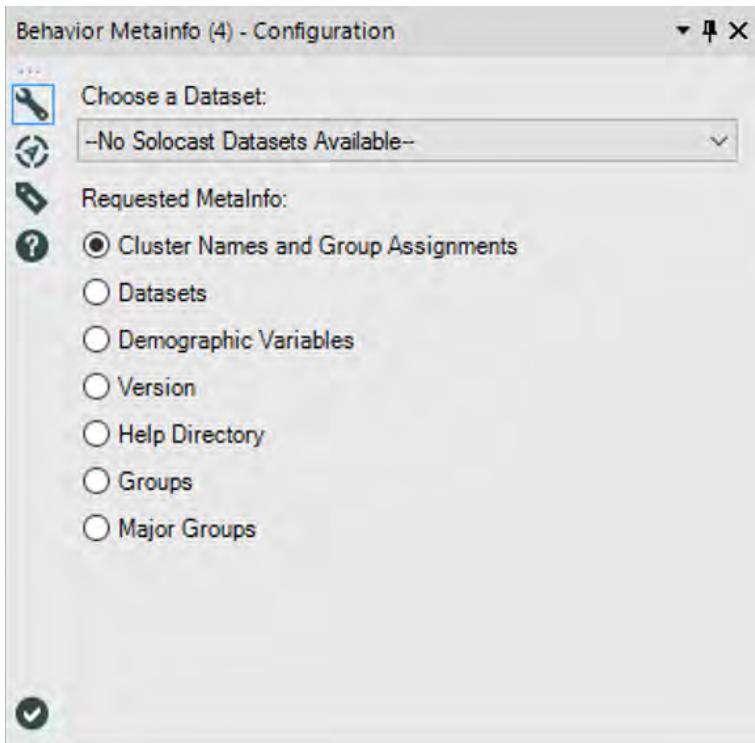 Behavior Metainfo (4) - Configuration
Choose a Dataset:
--No Solocast Datasets Available--
Requested MetaInfo:
Cluster Names and Group Assignments
Datasets
Demographic Variables
Version
Help Directory
Groups
Major Groups